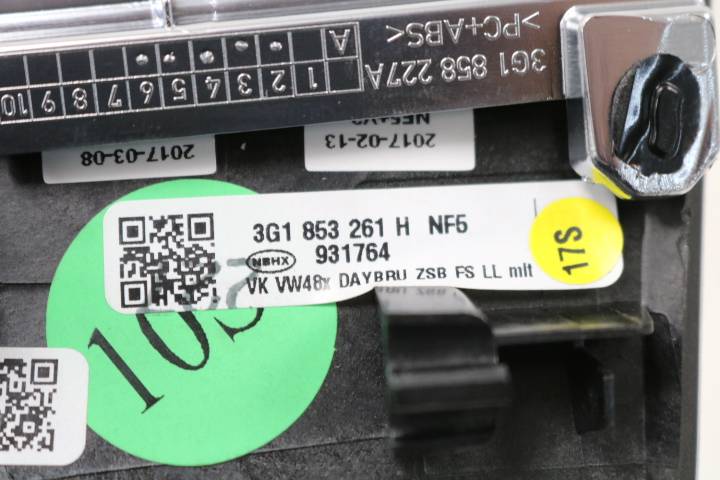 3G1 858 227A
>PC+ABS<
A
1 2 3 4 5 6 7 8 9 10
2017-02-13
2017-03-08
3G1 853 261 H NF5
NBHX 931764
VK VW48x DAYBRU ZSB FS LL mlt
17S